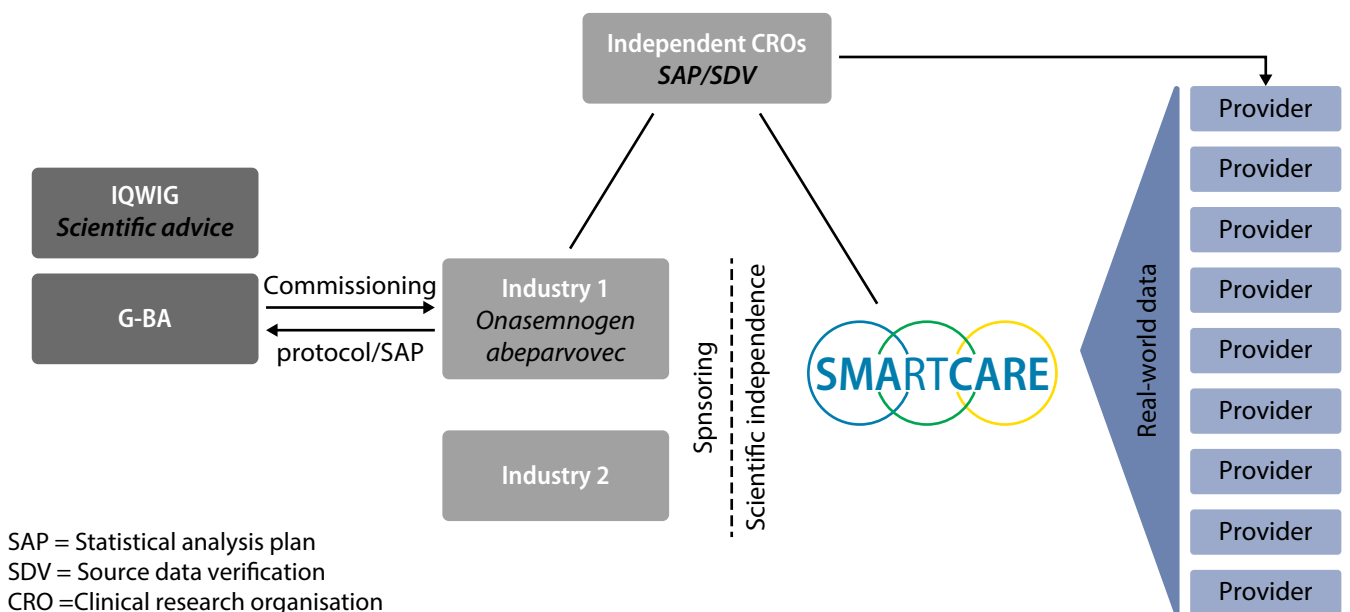 Independent CROs
SAP/SDV
IQWIG
Scientific advice
G-BA
Commissioning
protocol/SAP
Industry 1
Onasemnogen
abeparvovec
Industry 2
Spnsoring
Scientific independence
SMARTCARE
Real-world data
Provider
Provider
Provider
Provider
Provider
Provider
Provider
Provider
Provider
SAP = Statistical analysis plan
SDV = Source data verification
CRO =Clinical research organisation